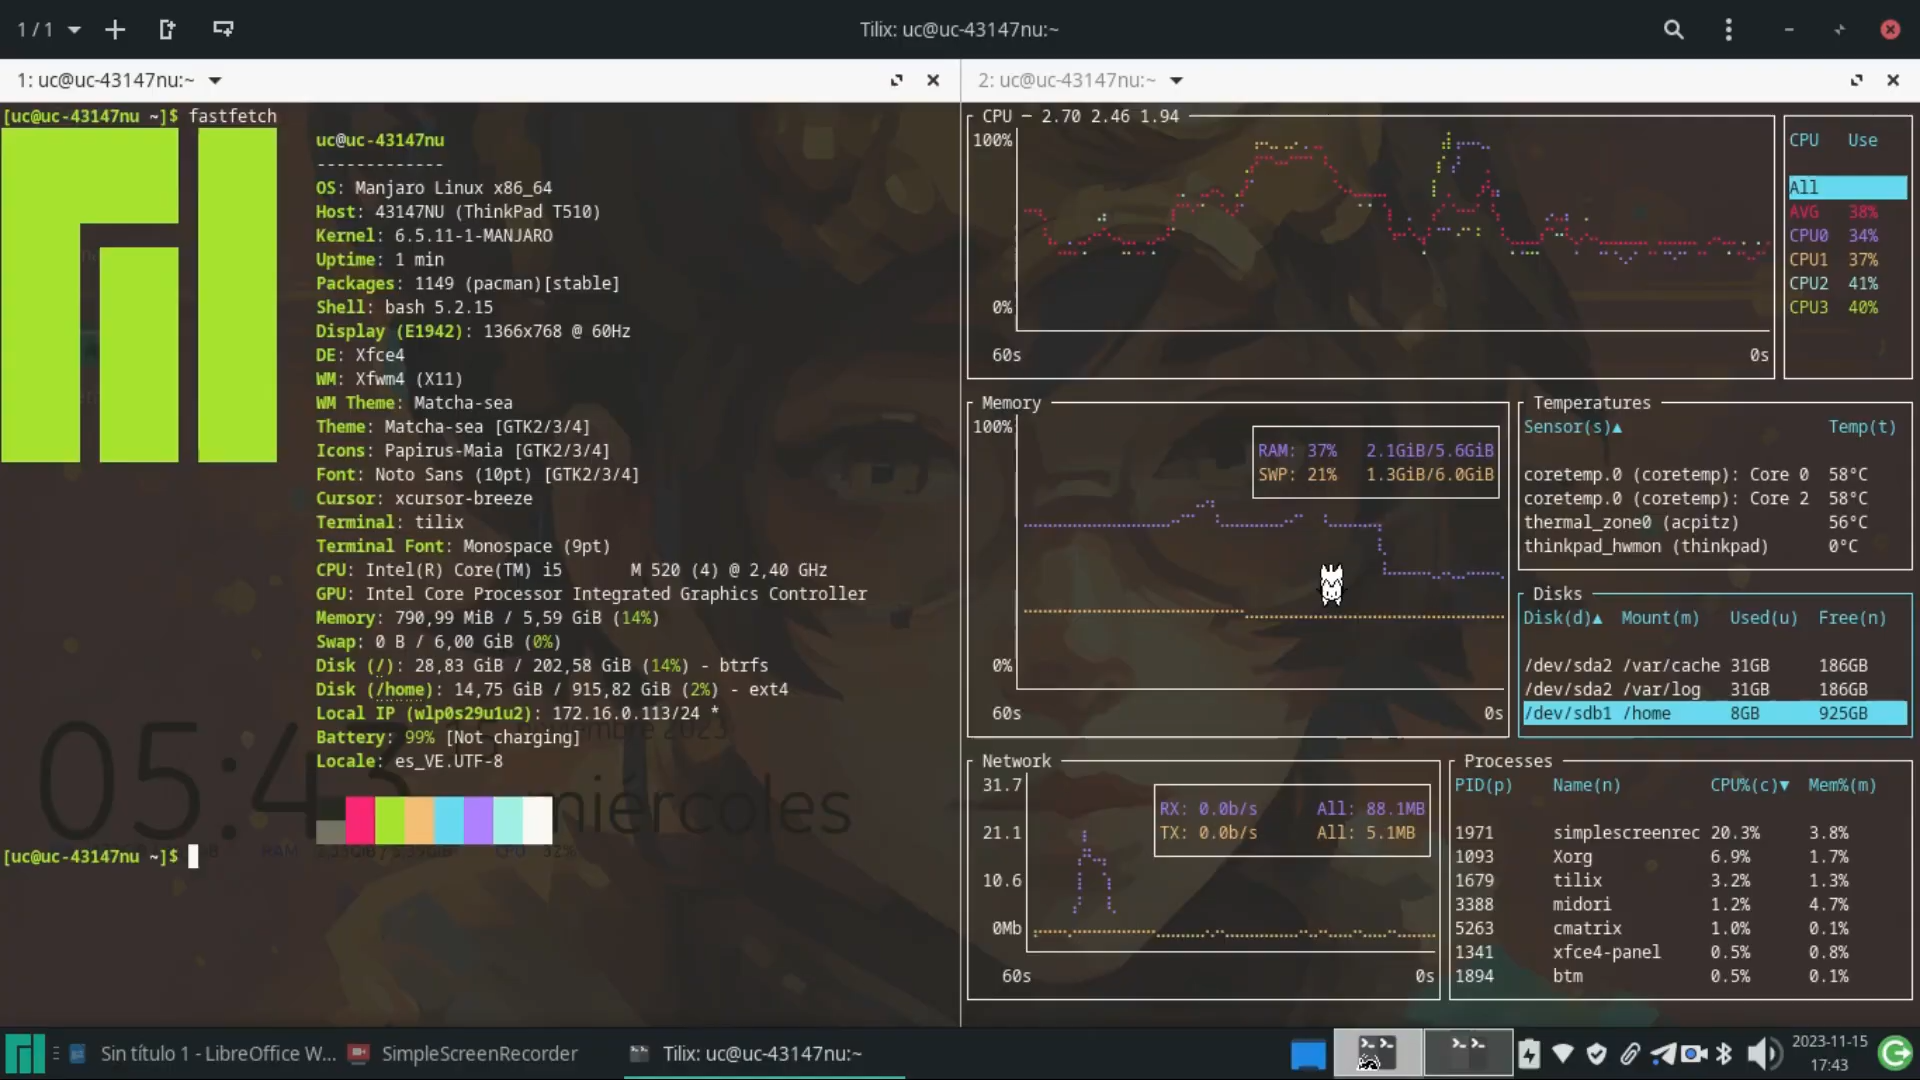 1 / 1
Tilix: uc@uc-43147nu:~
1: uc@uc-43147nu:~
2: uc@uc-43147nu:~
[uc@uc-43147nu ~]$ fastfetch
uc@uc-43147nu
-------------
OS: Manjaro Linux x86_64
Host: 43147NU (ThinkPad T510)
Kernel: 6.5.11-1-MANJARO
Uptime: 1 min
Packages: 1149 (pacman)[stable]
Shell: bash 5.2.15
Display (E1942): 1366x768 @ 60Hz
DE: Xfce4
WM: Xfwm4 (X11)
WM Theme: Matcha-sea
Theme: Matcha-sea [GTK2/3/4]
Icons: Papirus-Maia [GTK2/3/4]
Font: Noto Sans (10pt) [GTK2/3/4]
Cursor: xcursor-breeze
Terminal: tilix
Terminal Font: Monospace (9pt)
CPU: Intel(R) Core(TM) i5       M 520 (4) @ 2,40 GHz
GPU: Intel Core Processor Integrated Graphics Controller
Memory: 790,99 MiB / 5,59 GiB (14%)
Swap: 0 B / 6,00 GiB (0%)
Disk (/): 28,83 GiB / 202,58 GiB (14%) - btrfs
Disk (/home): 14,75 GiB / 915,82 GiB (2%) - ext4
Local IP (wlp0s29u1u2): 172.16.0.113/24 *
Battery: 99% [Not charging]
Locale: es_VE.UTF-8
05:43
2023
miércoles
[uc@uc-43147nu ~]$
RAM
CPU 32%
CPU — 2.70 2.46 1.94
100%
0%
60s 0s
CPU Use
All
AVG 38%
CPU0 34%
CPU1 37%
CPU2 41%
CPU3 40%
Memory
100%
RAM: 37% 2.1GiB/5.6GiB
SWP: 21% 1.3GiB/6.0GiB
0%
60s 0s
Temperatures
Sensor(s)▲ Temp(t)
coretemp.0 (coretemp): Core 0 58°C
coretemp.0 (coretemp): Core 2 58°C
thermal_zone0 (acpitz) 56°C
thinkpad_hwmon (thinkpad) 0°C
Disks
Disk(d)▲ Mount(m) Used(u) Free(n)
/dev/sda2 /var/cache 31GB 186GB
/dev/sda2 /var/log 31GB 186GB
/dev/sdb1 /home 8GB 925GB
Network
31.7
21.1
10.6
0Mb
60s 0s
RX: 0.0b/s All: 88.1MB
TX: 0.0b/s All: 5.1MB
Processes
PID(p) Name(n) CPU%(c)▼ Mem%(m)
1971 simplescreenrec 20.3% 3.8%
1093 Xorg 6.9% 1.7%
1679 tilix 3.2% 1.3%
3388 midori 1.2% 4.7%
5263 cmatrix 1.0% 0.1%
1341 xfce4-panel 0.5% 0.8%
1894 btm 0.5% 0.1%
Sin título 1 - LibreOffice W...
SimpleScreenRecorder
Tilix: uc@uc-43147nu:~
2023-11-15
17:43